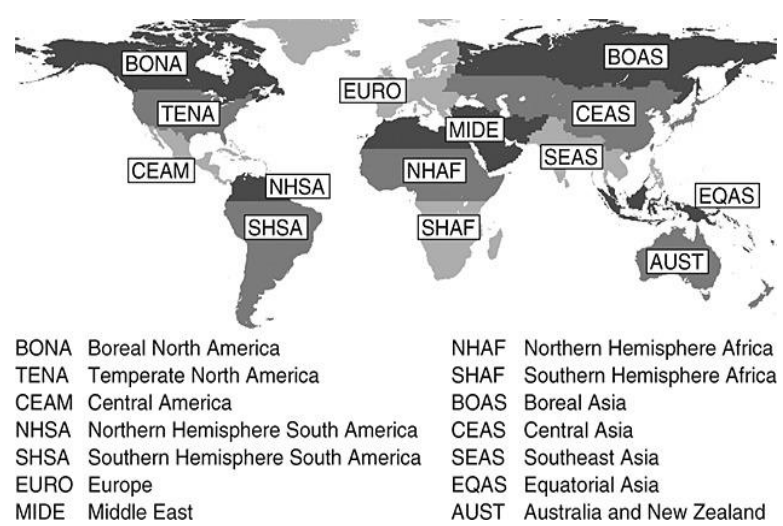 BONA
BOAS
EURO
TENA
CEAS
MIDE
SEAS
CEAM
NHAF
NHSA
EQAS
SHSA
SHAF
AUST
BONA Boreal North America
TENA Temperate North America
CEAM Central America
NHSA Northern Hemisphere South America
SHSA Southern Hemisphere South America
EURO Europe
MIDE Middle East
NHAF Northern Hemisphere Africa
SHAF Southern Hemisphere Africa
BOAS Boreal Asia
CEAS Central Asia
SEAS Southeast Asia
EQAS Equatorial Asia
AUST Australia and New Zealand